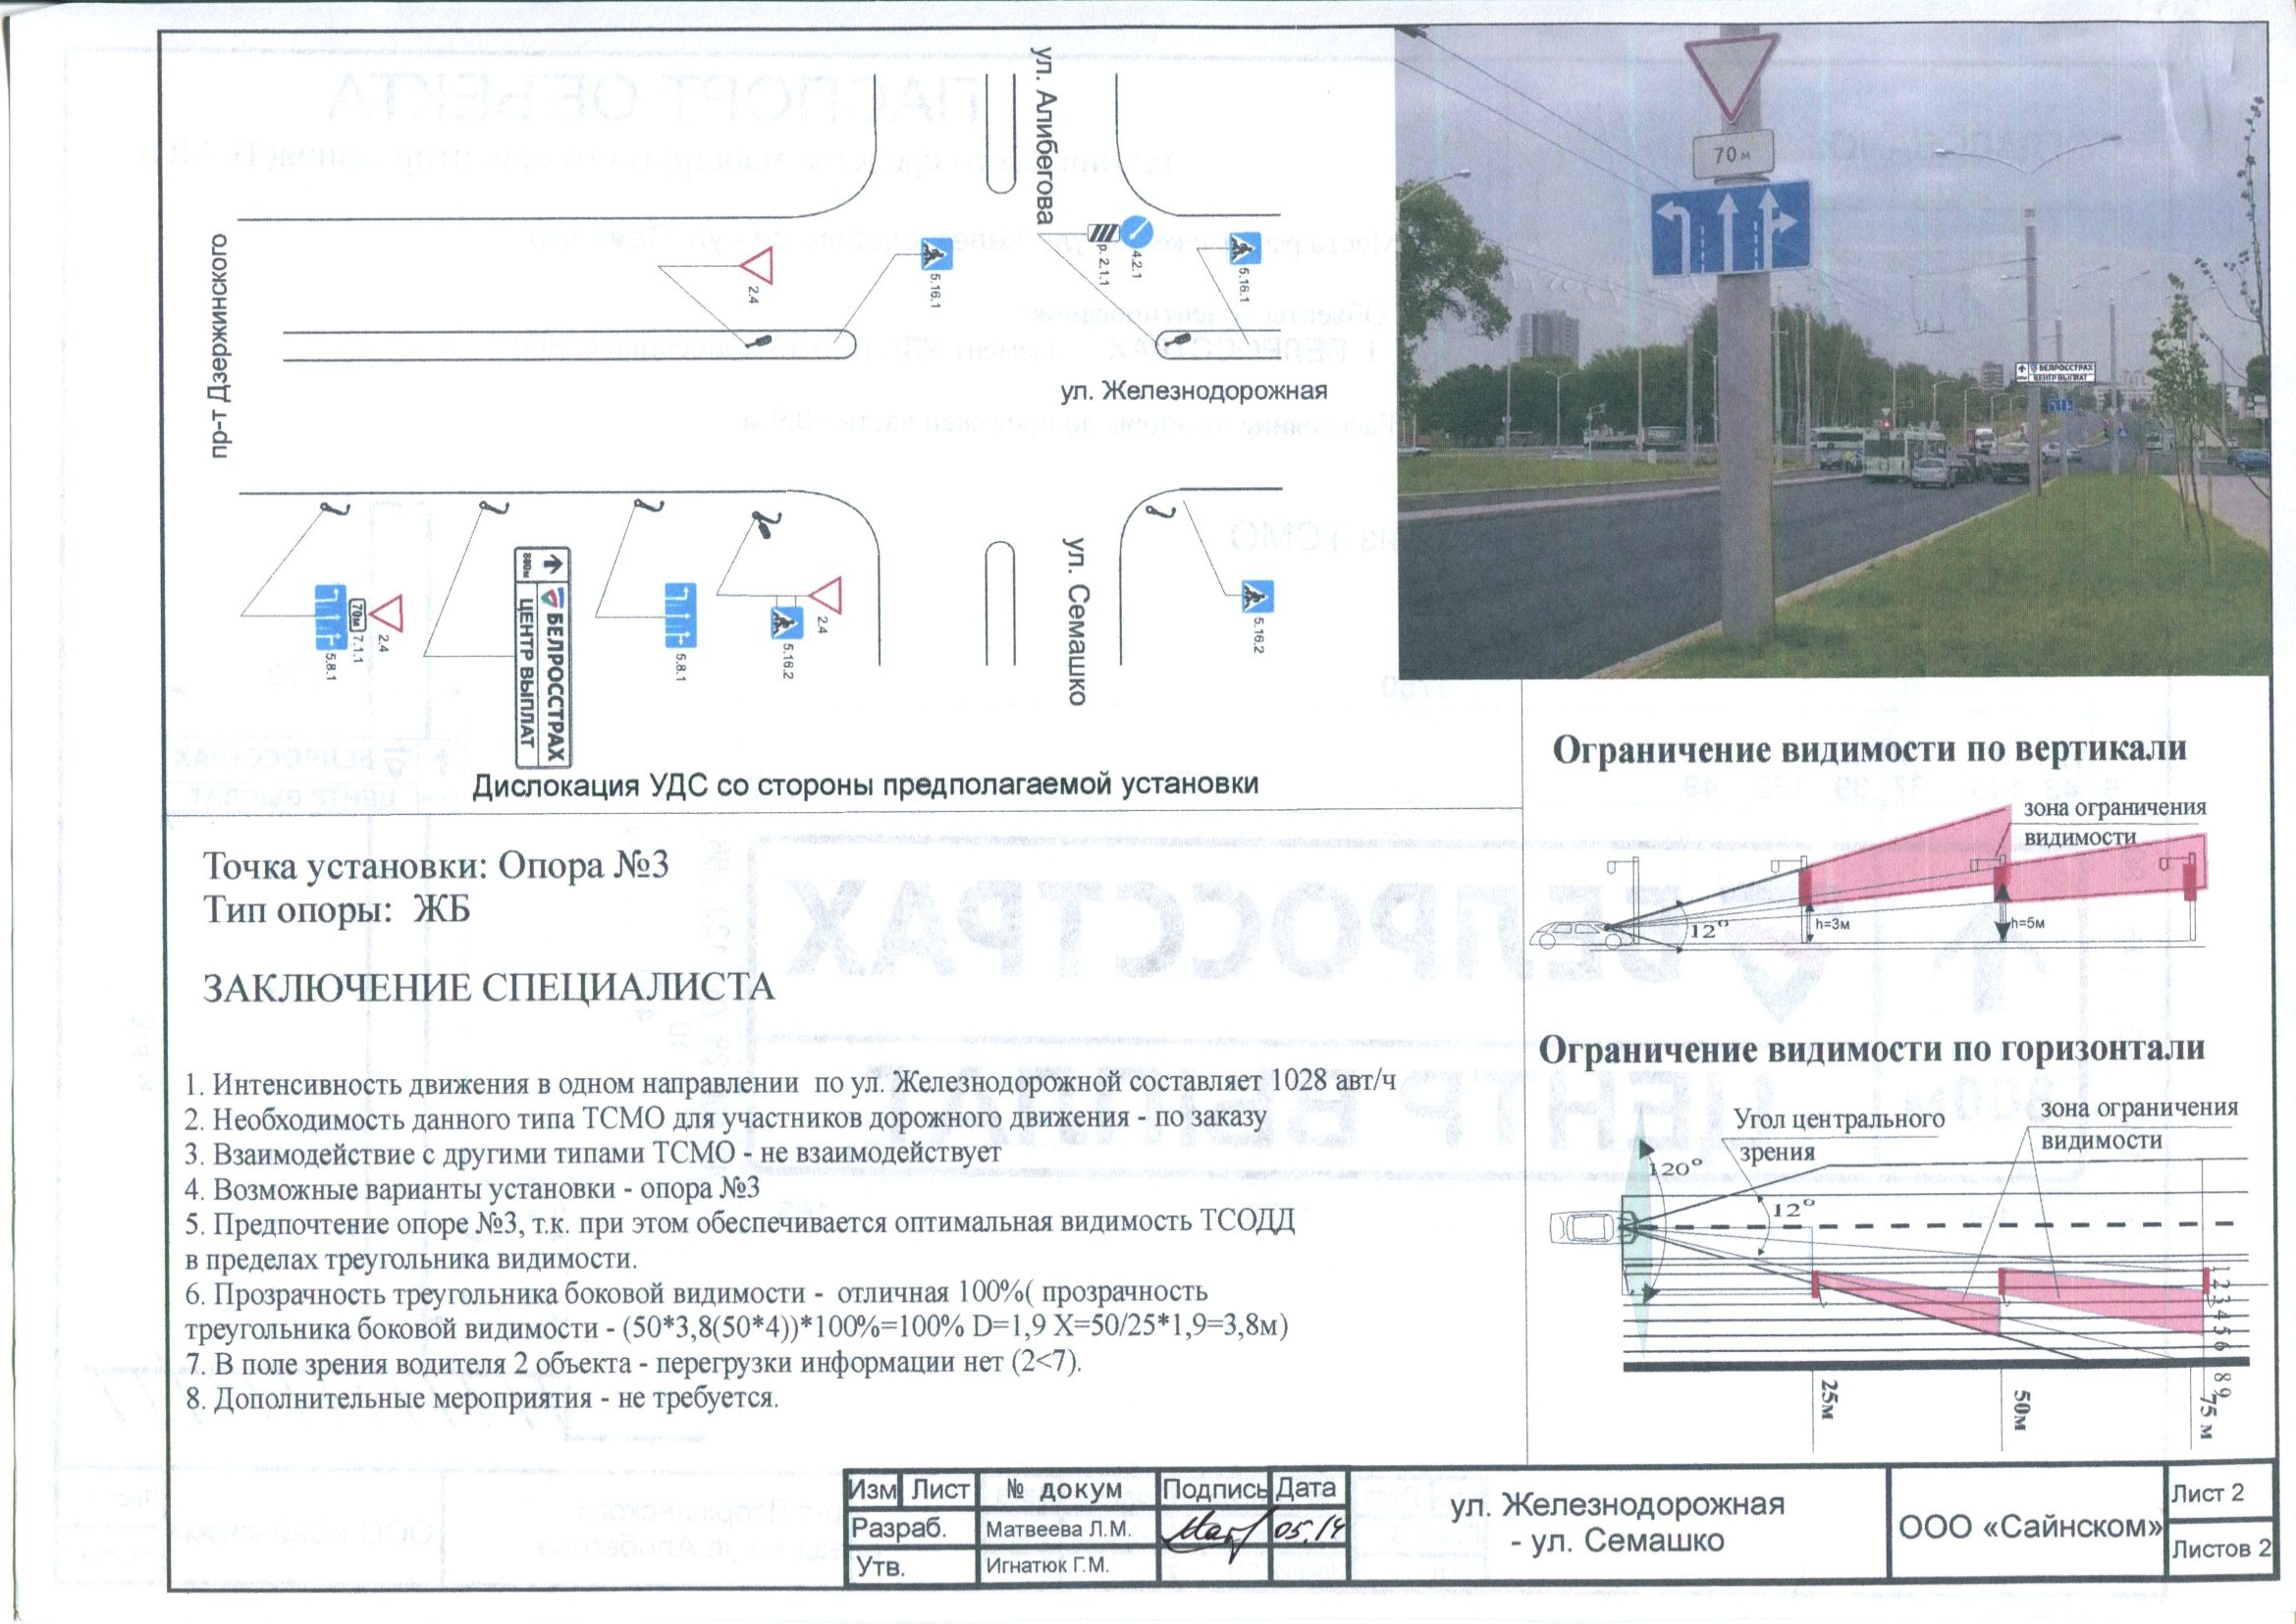 ул. Алибегова
пр-т Дзержинского
2.4
5.16.1
р. 2.1.1
4.2.1
5.16.1
ул. Железнодорожная
ул. Семашко
5.8.1
70м
7.1.1
2.4
800м
БЕЛРОССТРАХ
ЦЕНТР ВЫПЛАТ
5.8.1
5.16.2
2.4
5.16.2
Дислокация УДС со стороны предполагаемой установки
70 м
БЕЛРОССТРАХ
ЦЕНТР ВЫПЛАТ
Точка установки: Опора №3
Тип опоры: ЖБ
ЗАКЛЮЧЕНИЕ СПЕЦИАЛИСТА
1. Интенсивность движения в одном направлении по ул. Железнодорожной составляет 1028 авт/ч
2. Необходимость данного типа ТСМО для участников дорожного движения - по заказу
3. Взаимодействие с другими типами ТСМО - не взаимодействует
4. Возможные варианты установки - опора №3
5. Предпочтение опоре №3, т.к. при этом обеспечивается оптимальная видимость ТСОДД
в пределах треугольника видимости.
6. Прозрачность треугольника боковой видимости - отличная 100%( прозрачность
треугольника боковой видимости - (50*3,8(50*4))*100%=100% D=1,9 X=50/25*1,9=3,8м)
7. В поле зрения водителя 2 объекта - перегрузки информации нет (2<7).
8. Дополнительные мероприятия - не требуется.
Ограничение видимости по вертикали
зона ограничения
видимости
12°
h=3м
h=5м
Ограничение видимости по горизонтали
Угол центрального
зрения
зона ограничения
видимости
120°
12°
1 2 3 4 5 6
8 9
25м
50м
75 м
Изм Лист № докум Подпись Дата
Разраб. Матвеева Л.М. 05.14
Утв. Игнатюк Г.М.
ул. Железнодорожная
- ул. Семашко
ООО «Сайнском»
Лист 2
Листов 2